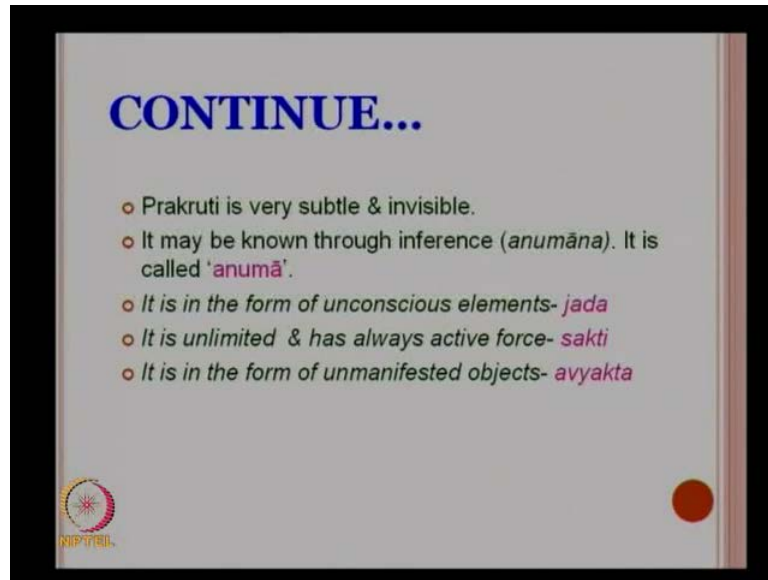 CONTINUE...
Prakruti is very subtle & invisible.
It may be known through inference (anumāna). It is
called 'anumā'.
It is in the form of unconscious elements- jada
It is unlimited & has always active force- sakti
It is in the form of unmanifested objects- avyakta
NPTEL